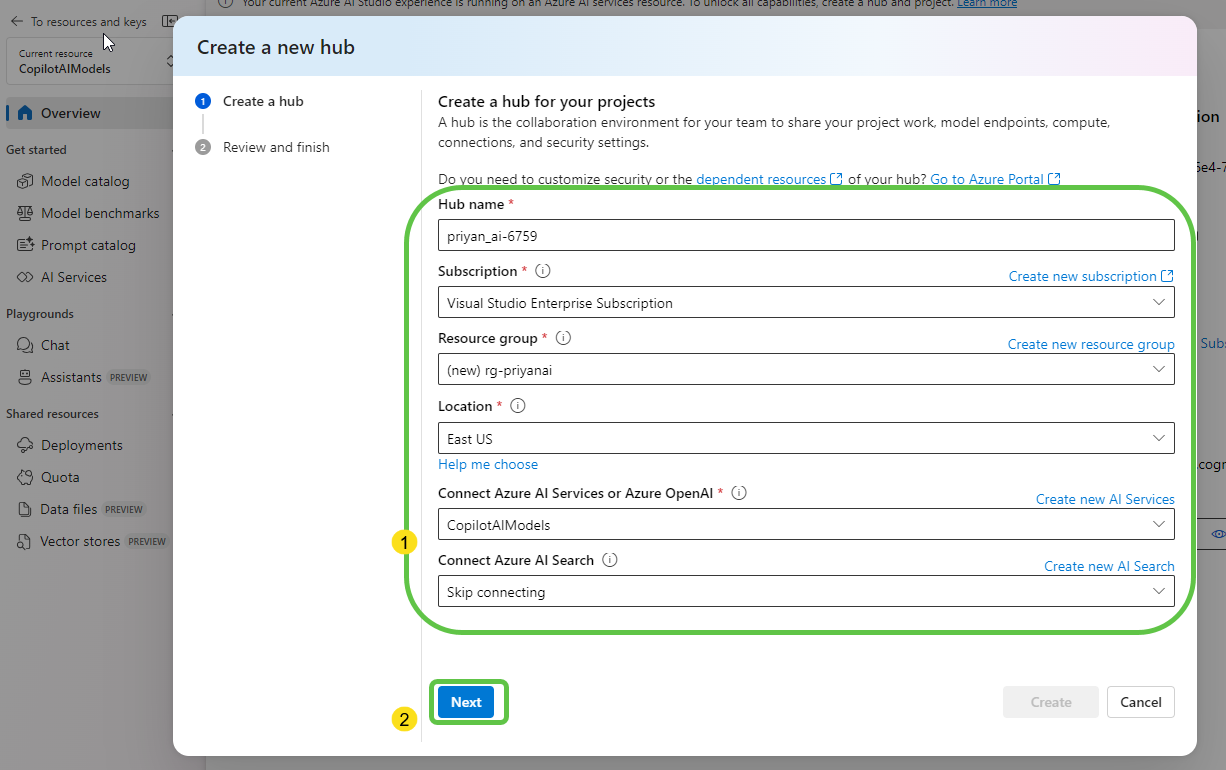 Your current Azure AI Studio experience is running on an Azure AI services resource. To unlock all capabilities, create a hub and project. Learn more
To resources and keys
Current resource
CopilotAIModels
Overview
Get started
Model catalog
Model benchmarks
Prompt catalog
AI Services
Playgrounds
Chat
Assistants PREVIEW
Shared resources
Deployments
Quota
Data files PREVIEW
Vector stores PREVIEW
Create a new hub
1 Create a hub
2 Review and finish
Create a hub for your projects
A hub is the collaboration environment for your team to share your project work, model endpoints, compute,
connections, and security settings.
Do you need to customize security or the dependent resources of your hub? Go to Azure Portal
Hub name *
priyan_ai-6759
Subscription *
Create new subscription
Visual Studio Enterprise Subscription
Resource group *
Create new resource group
(new) rg-priyanai
Location *
East US
Help me choose
Connect Azure AI Services or Azure OpenAI *
Create new AI Services
CopilotAIModels
1
Connect Azure AI Search
Create new AI Search
Skip connecting
2
Next
Create
Cancel
ion
5e4-7
Subs
cogn